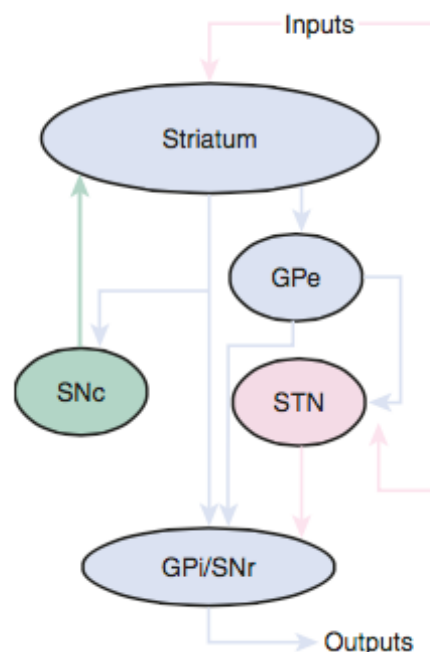 Inputs
Striatum
GPe
SNc
STN
GPi/SNr
Outputs